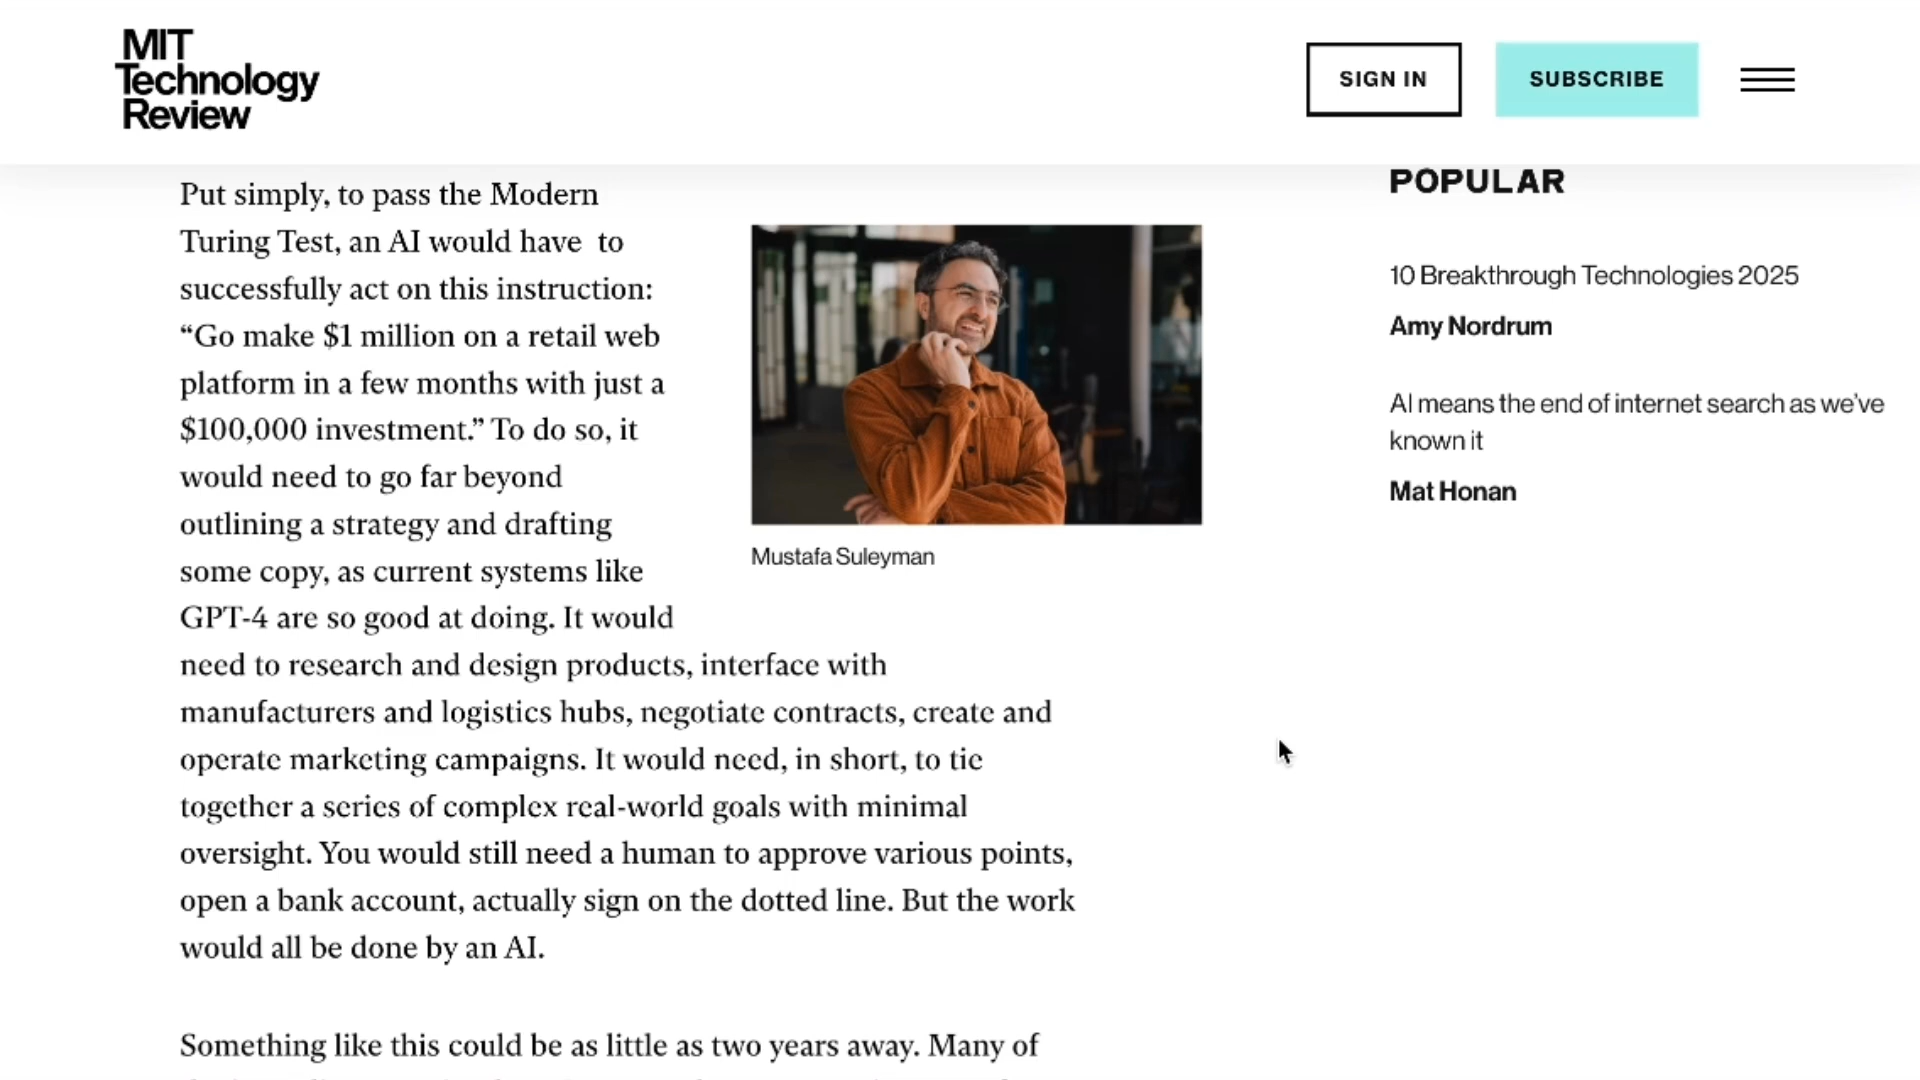 MIT
Technology
Review
SIGN IN
SUBSCRIBE
Put simply, to pass the Modern
Turing Test, an AI would have  to
successfully act on this instruction:
“Go make $1 million on a retail web
platform in a few months with just a
$100,000 investment.” To do so, it
would need to go far beyond
outlining a strategy and drafting
some copy, as current systems like
GPT-4 are so good at doing. It would
need to research and design products, interface with
manufacturers and logistics hubs, negotiate contracts, create and
operate marketing campaigns. It would need, in short, to tie
together a series of complex real-world goals with minimal
oversight. You would still need a human to approve various points,
open a bank account, actually sign on the dotted line. But the work
would all be done by an AI.
Something like this could be as little as two years away. Many of
Mustafa Suleyman
POPULAR
10 Breakthrough Technologies 2025
Amy Nordrum
AI means the end of internet search as we’ve
known it
Mat Honan